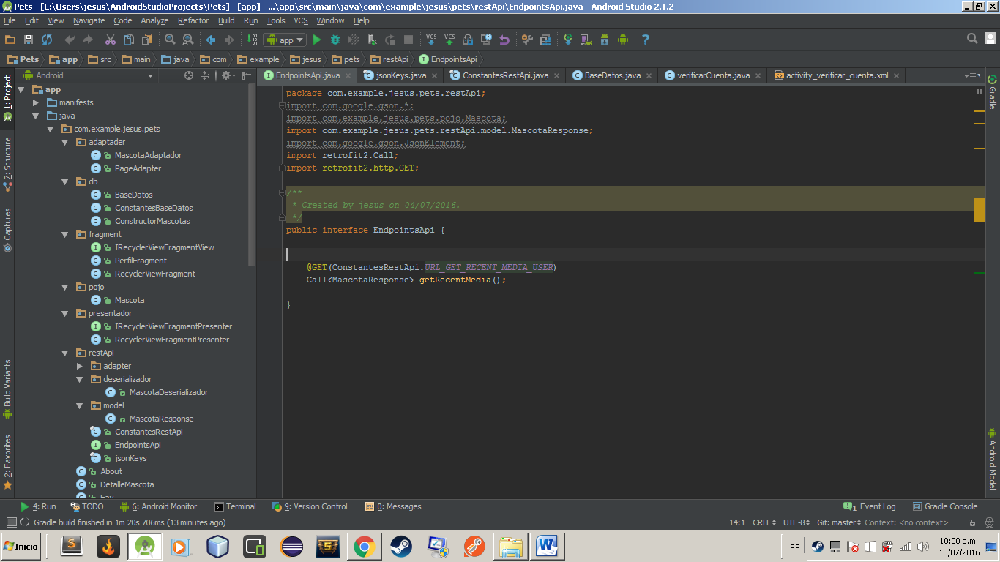 Pets - [C:\Users\jesus\AndroidStudioProjects\Pets] - [app] - ...\app\src\main\java\com\example\jesus\pets\restApi\EndpointsApi.java - Android Studio 2.1.2
File Edit View Navigate Code Analyze Refactor Build Run Tools VCS Window Help
app VCS VCS
Pets app src main java com example jesus pets restApi EndpointsApi
Android
EndpointsApi.java jsonKeys.java ConstantesRestApi.java BaseDatos.java verificarCuenta.java activity_verificar_cuenta.xml 3
1: Project
Z: Structure
Captures
Build Variants
2: Favorites
app
manifests
java
com.example.jesus.pets
adaptader
MascotaAdaptador
PageAdapter
db
BaseDatos
ConstantesBaseDatos
ConstructorMascotas
fragment
IRecyclerViewFragmentView
PerfilFragment
RecyclerViewFragment
pojo
Mascota
presentador
IRecyclerViewFragmentPresenter
RecyclerViewFragmentPresenter
restApi
adapter
deserializador
MascotaDeserializador
model
MascotaResponse
ConstantesRestApi
EndpointsApi
jsonKeys
About
DetalleMascota
Fav
package com.example.jesus.pets.restApi;
import com.google.gson.*;
import com.example.jesus.pets.pojo.Mascota;
import com.example.jesus.pets.restApi.model.MascotaResponse;
import com.google.gson.JsonElement;
import retrofit2.Call;
import retrofit2.http.GET;
/**
* Created by jesus on 04/07/2016.
*/
public interface EndpointsApi {
@GET(ConstantesRestApi.URL_GET_RECENT_MEDIA_USER)
Call<MascotaResponse> getRecentMedia();
}
Gradle
Android Model
4: Run TODO 6: Android Monitor Terminal 9: Version Control 0: Messages 1 Event Log Gradle Console
Gradle build finished in 1m 20s 706ms (13 minutes ago) 14:1 CRLF UTF-8 Git: master Context: <no context>
Inicio ES 10:00 p.m.
10/07/2016